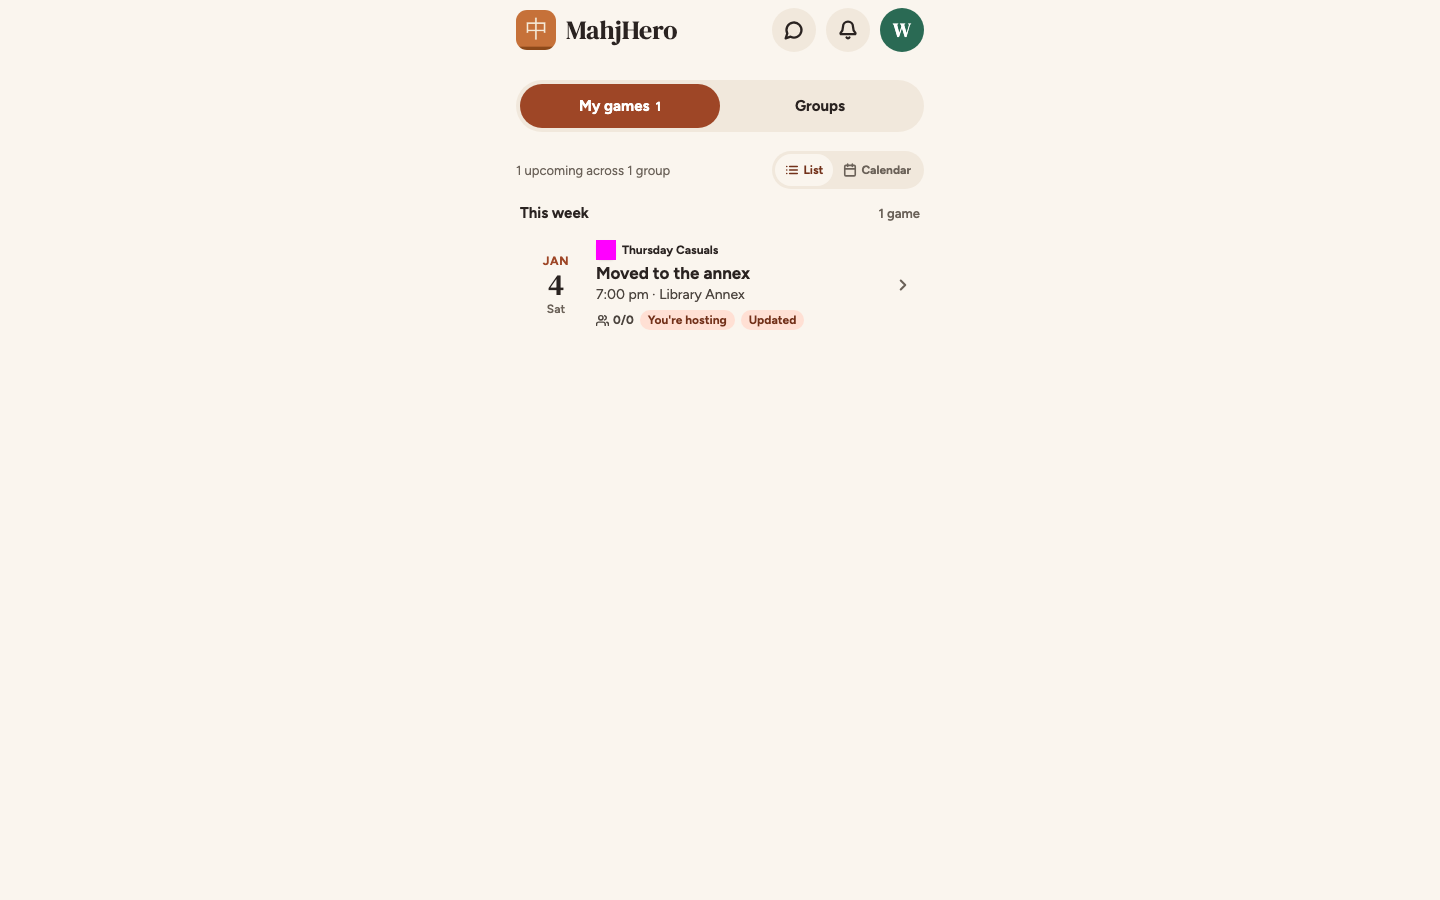 中 MahjHero W
My games 1 Groups
1 upcoming across 1 group List Calendar
This week 1 game
Thursday Casuals
JAN
Moved to the annex
4
7:00 pm · Library Annex
Sat
0/0 You're hosting Updated